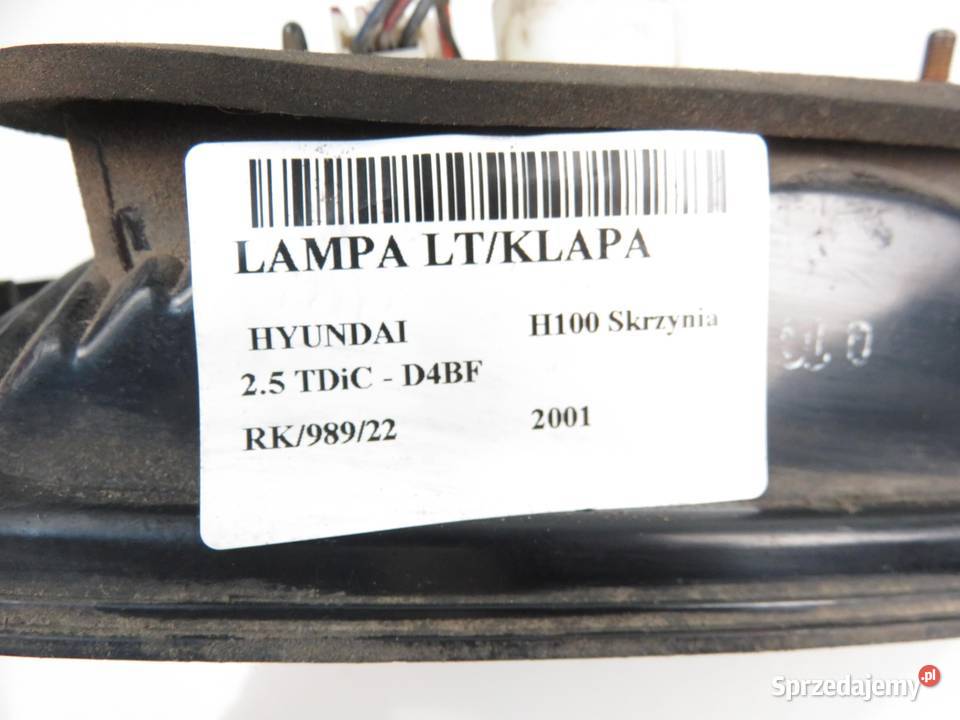 LAMPA LT/KLAPA
HYUNDAI H100 Skrzynia
2.5 TDiC - D4BF
RK/989/22 2001
Sprzedajemy.pl